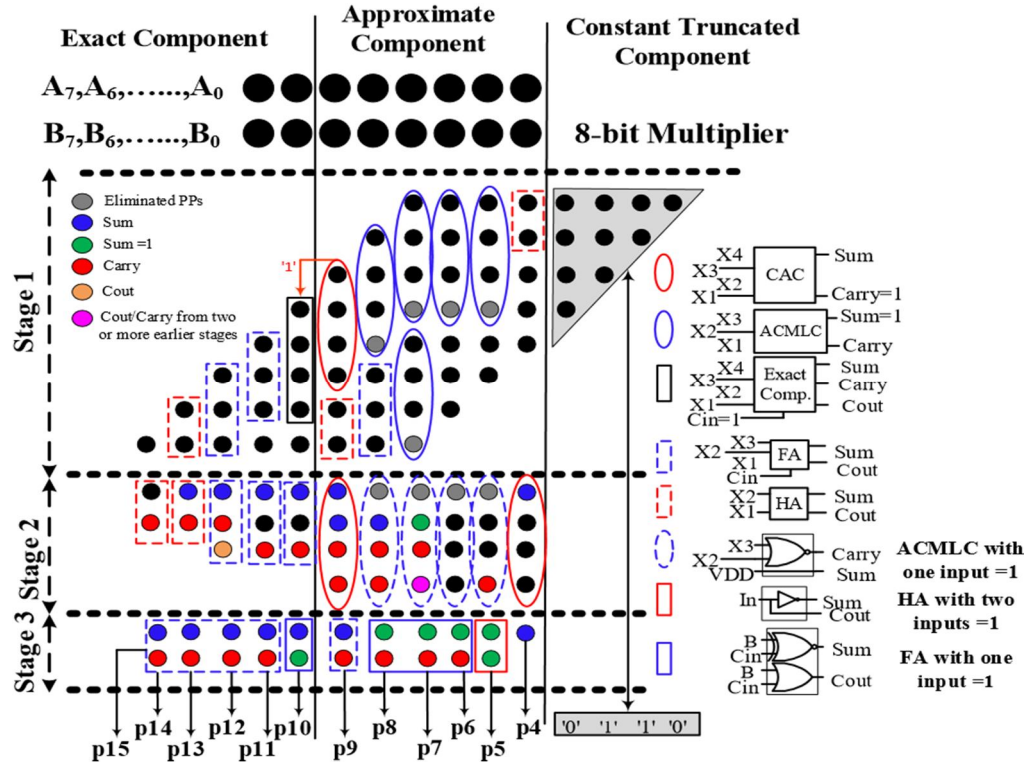 Exact Component
Approximate
Component
Constant Truncated
Component
A7,A6,…...,A0
B7,B6,…...,B0
8-bit Multiplier
Stage 1
Eliminated PPs
Sum
Sum =1
Carry
Cout
Cout/Carry from two
or more earlier stages
'1'
X4
X3
X2
X1
CAC
Sum
Carry=1
X3
X2
X1
ACMLC
Sum=1
Carry
X4
X3
X2
X1
Cin=1
Exact
Comp.
Sum
Carry
Cout
X3
X2
X1
Cin
FA
Sum
Cout
X2
X1
HA
Sum
Cout
Stage 2
X3
X2
VDD
Carry
Sum
ACMLC with
one input =1
In
Sum
Cout
HA with two
inputs =1
Stage 3
B
Cin
B
Cin
Sum
Cout
FA with one
input =1
p15
p14
p13
p12
p11
p10
p9
p8
p7
p6
p5
p4
'0' '1' '1' '0'